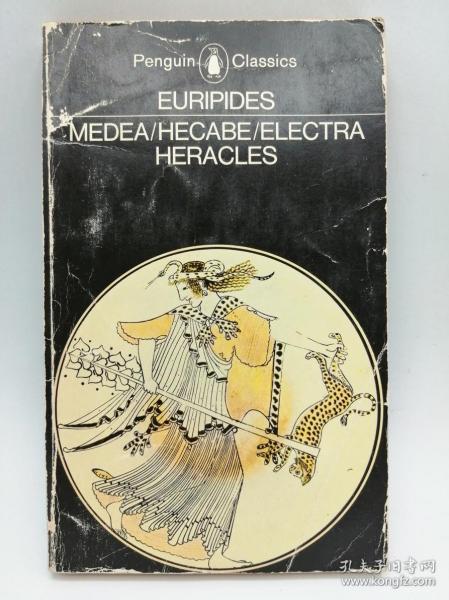 Penguin Classics
EURIPIDES
MEDEA/HECABE/ELECTRA
HERACLES
孔夫子旧书网
www.kongfz.com